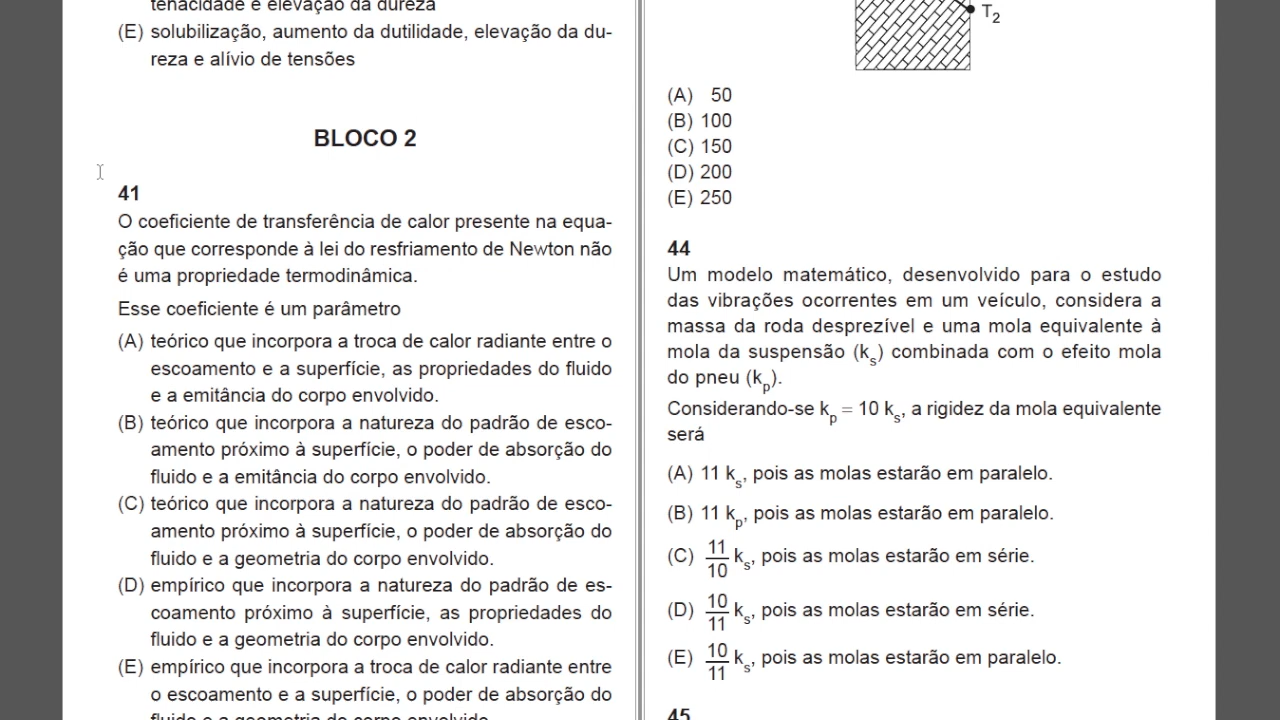 tenacidade e elevação da dureza
(E) solubilização, aumento da dutilidade, elevação da du-
reza e alívio de tensões
BLOCO 2
41
O coeficiente de transferência de calor presente na equa-
ção que corresponde à lei do resfriamento de Newton não
é uma propriedade termodinâmica.
Esse coeficiente é um parâmetro
(A) teórico que incorpora a troca de calor radiante entre o
escoamento e a superfície, as propriedades do fluido
e a emitância do corpo envolvido.
(B) teórico que incorpora a natureza do padrão de esco-
amento próximo à superfície, o poder de absorção do
fluido e a emitância do corpo envolvido.
(C) teórico que incorpora a natureza do padrão de esco-
amento próximo à superfície, o poder de absorção do
fluido e a geometria do corpo envolvido.
(D) empírico que incorpora a natureza do padrão de es-
coamento próximo à superfície, as propriedades do
fluido e a geometria do corpo envolvido.
(E) empírico que incorpora a troca de calor radiante entre
o escoamento e a superfície, o poder de absorção do
fluido e a geometria do corpo envolvido.
T2
(A) 50
(B) 100
(C) 150
(D) 200
(E) 250
44
Um modelo matemático, desenvolvido para o estudo
das vibrações ocorrentes em um veículo, considera a
massa da roda desprezível e uma mola equivalente à
mola da suspensão (ks) combinada com o efeito mola
do pneu (kp).
Considerando-se kp = 10 ks, a rigidez da mola equivalente
será
(A) 11 ks, pois as molas estarão em paralelo.
(B) 11 kp, pois as molas estarão em paralelo.
(C) 11/10 ks, pois as molas estarão em série.
(D) 10/11 ks, pois as molas estarão em série.
(E) 10/11 ks, pois as molas estarão em paralelo.
45